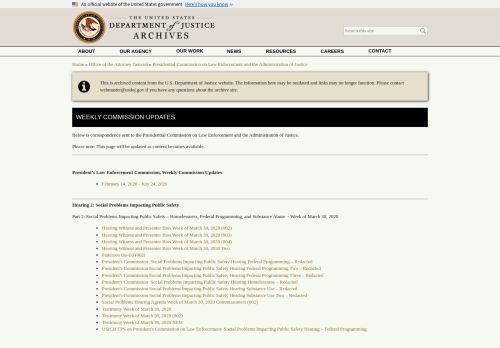 An official website of the United States government Here's how you know
THE UNITED STATES
DEPARTMENT of JUSTICE
ARCHIVES
Search this site
ABOUT OUR AGENCY OUR WORK NEWS RESOURCES CAREERS CONTACT
Home » Office of the Attorney General » Presidential Commission on Law Enforcement and the Administration of Justice
This is archived content from the U.S. Department of Justice website. The information here may be outdated and links may no longer function. Please contact
webmaster@usdoj.gov if you have any questions about the archive site.
WEEKLY COMMISSION UPDATES
Below is correspondence sent to the Presidential Commission on Law Enforcement and the Administration of Justice.
Please note: This page will be updated as content becomes available.
President's Law Enforcement Commission, Weekly Commission Updates
February 14, 2020 - July 24, 2020
Hearing 2: Social Problems Impacting Public Safety
Part 2: Social Problems Impacting Public Safety – Homelessness, Federal Programming, and Substance Abuse - Week of March 30, 2020
Hearing Witness and Presenter Bios Week of March 30, 2020 (002)
Hearing Witness and Presenter Bios Week of March 30, 2020 (003)
Hearing Witness and Presenter Bios Week of March 30, 2020 (004)
Hearing Witness and Presenter Bios Week of March 30, 2020 Two
Patterson Op-Ed (002)
President's Commission Social Problems Impacting Public Safety Hearing Federal Programming – Redacted
President's Commission Social Problems Impacting Public Safety Hearing Federal Programming Two – Redacted
President's Commission Social Problems Impacting Public Safety Hearing Federal Programming Three – Redacted
President's Commission Social Problems Impacting Public Safety Hearing Homelessness – Redacted
President's Commission Social Problems Impacting Public Safety Hearing Substance Use – Redacted
President's Commission Social Problems Impacting Public Safety Hearing Substance Use Two – Redacted
Social Problems Hearing Agenda Week of March 30, 2020 Commissioners (002)
Testimony Week of March 30, 2020
Testimony Week of March 30, 2020 (002)
Testimony Week of March 30, 2020 NEW
USICH TPS on President's Commission on Law Enforcement- Social Problems Impacting Public Safety Hearing – Federal Programming